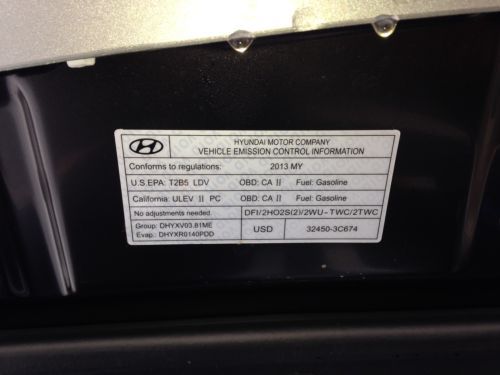 HYUNDAI MOTOR COMPANY
VEHICLE EMISSION CONTROL INFORMATION
Conforms to regulations: 2013 MY
U.S.EPA: T2B5 LDV OBD: CA II Fuel: Gasoline
California: ULEV II PC OBD: CA II Fuel: Gasoline
No adjustments needed. DFI/2HO2S(2)/2WU-TWC/2TWC
Group: DHYXV03.81ME
Evap.: DHYXR0140PDD
USD 32450-3C674